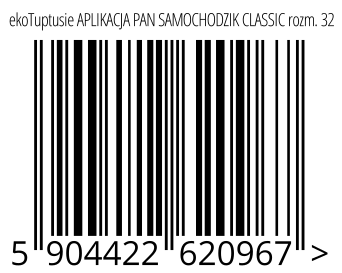 ekoTuptusie APLIKACJA PAN SAMOCHODZIK CLASSIC rozm. 32
5 904422 620967 >